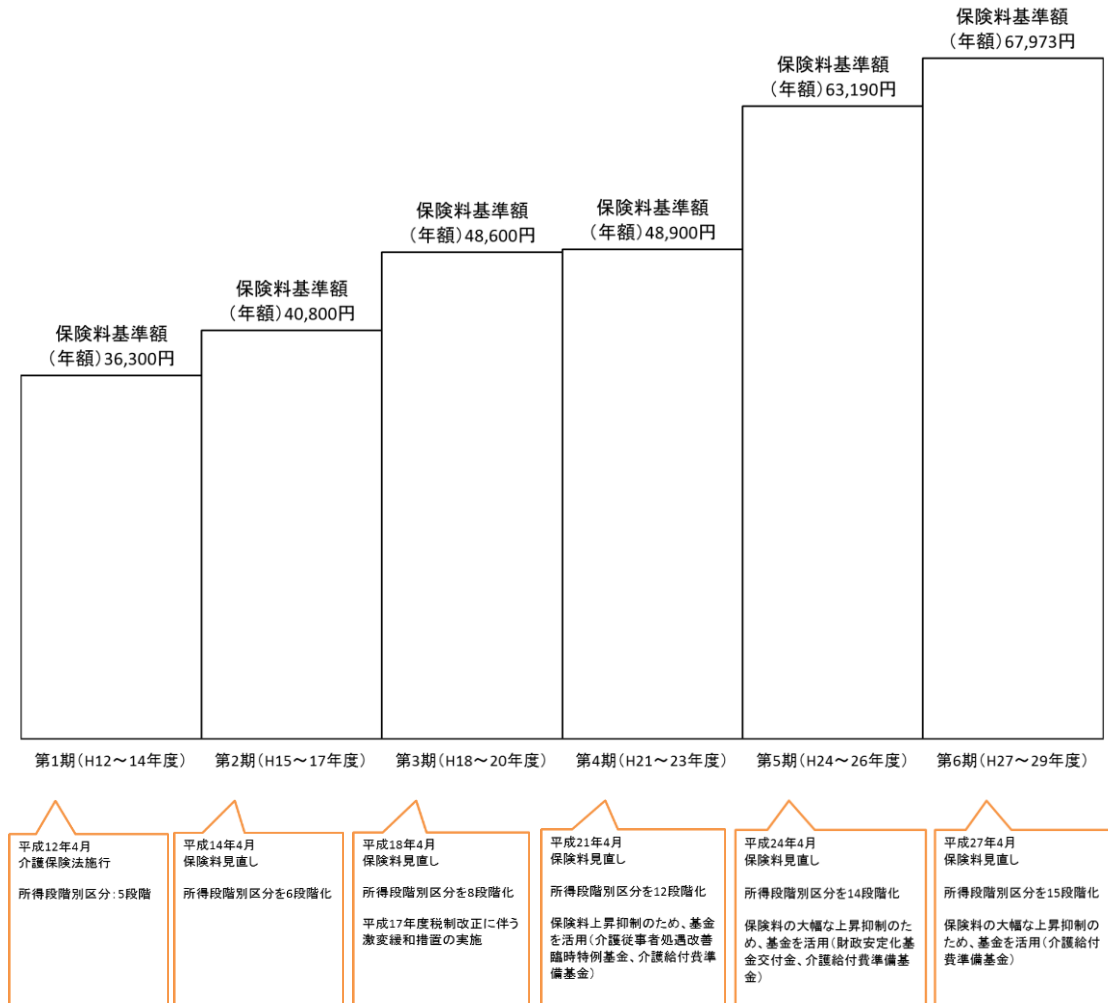 保険料基準額
（年額）36,300円
保険料基準額
（年額）40,800円
保険料基準額
（年額）48,600円
保険料基準額
（年額）48,900円
保険料基準額
（年額）63,190円
保険料基準額
（年額）67,973円
第1期（H12～14年度）
第2期（H15～17年度）
第3期（H18～20年度）
第4期（H21～23年度）
第5期（H24～26年度）
第6期（H27～29年度）
平成12年4月
介護保険法施行
所得段階別区分：5段階
平成14年4月
保険料見直し
所得段階別区分を6段階化
平成18年4月
保険料見直し
所得段階別区分を8段階化
平成17年度税制改正に伴う
激変緩和措置の実施
平成21年4月
保険料見直し
所得段階別区分を12段階化
保険料上昇抑制のため、基金
を活用（介護従事者処遇改善
臨時特例基金、介護給付費準
備基金）
平成24年4月
保険料見直し
所得段階別区分を14段階化
保険料の大幅な上昇抑制のた
め、基金を活用（財政安定化基
金交付金、介護給付費準備基
金）
平成27年4月
保険料見直し
所得段階別区分を15段階化
保険料の大幅な上昇抑制
のため、基金を活用（介護給付
費準備基金）